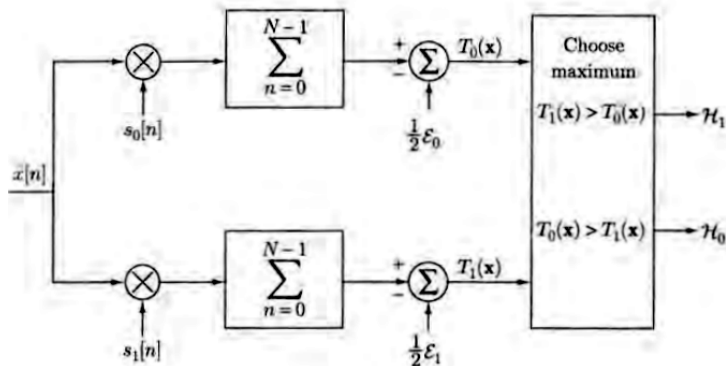 N − 1
∑
n = 0
+
−
Σ
T₀(x)
s₀[n]
½ℰ₀
Choose
maximum
T₁(x) > T₀(x)
ℋ₁
x[n]
T₀(x) > T₁(x)
ℋ₀
N − 1
∑
n = 0
+
−
Σ
T₁(x)
s₁[n]
½ℰ₁